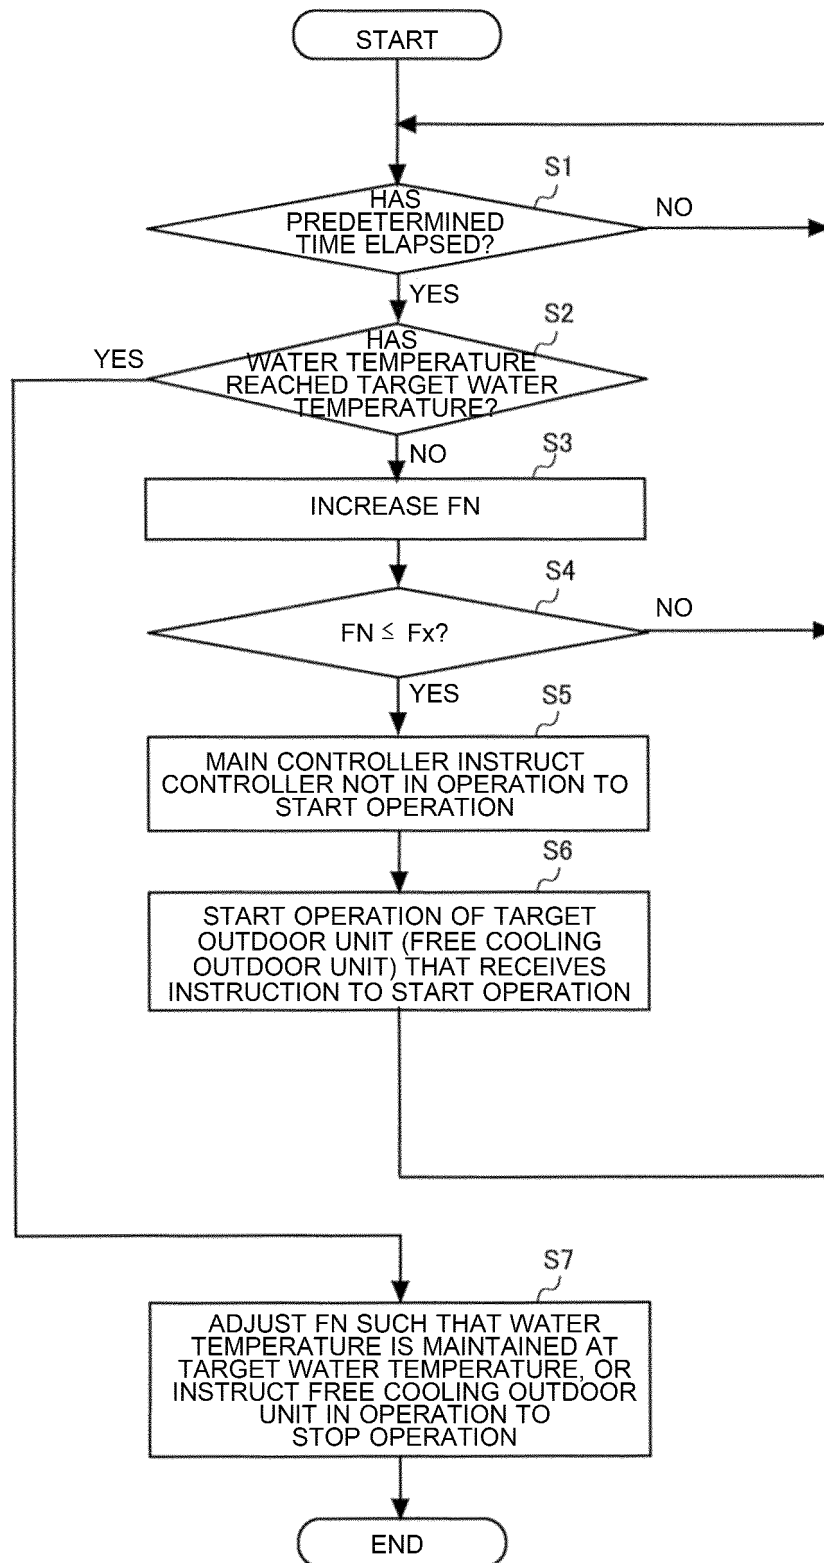 START
S1
HAS
PREDETERMINED
TIME ELAPSED?
NO
YES
S2
YES
HAS
WATER TEMPERATURE
REACHED TARGET WATER
TEMPERATURE?
NO
S3
INCREASE FN
S4
FN ≤ Fx?
NO
YES
S5
MAIN CONTROLLER INSTRUCT
CONTROLLER NOT IN OPERATION TO
START OPERATION
S6
START OPERATION OF TARGET
OUTDOOR UNIT (FREE COOLING
OUTDOOR UNIT) THAT RECEIVES
INSTRUCTION TO START OPERATION
S7
ADJUST FN SUCH THAT WATER
TEMPERATURE IS MAINTAINED AT
TARGET WATER TEMPERATURE, OR
INSTRUCT FREE COOLING OUTDOOR
UNIT IN OPERATION TO
STOP OPERATION
END